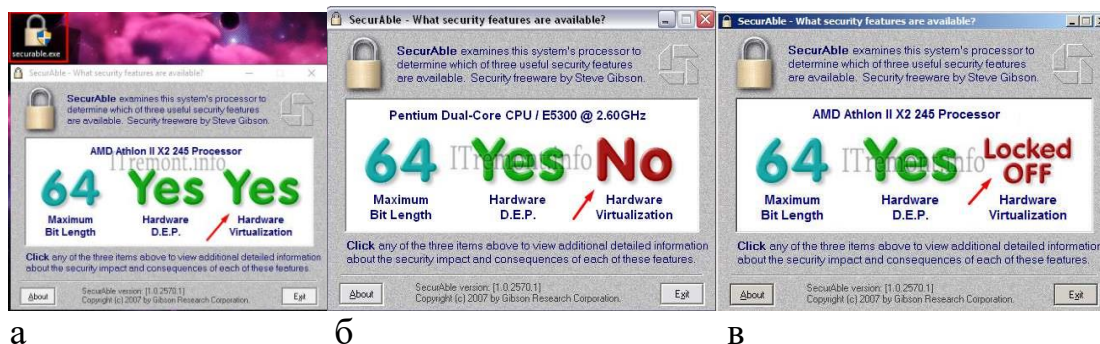 securable.exe
SecurAble - What security features are available?
SecurAble examines this system's processor to
determine which of three useful security features
are available. Security freeware by Steve Gibson.
AMD Athlon II X2 245 Processor
ITremont.info
64 Yes Yes
Maximum Hardware Hardware
Bit Length D.E.P. Virtualization
Click any of the three items above to view additional detailed information
about the security impact and consequences of each of these features.
About
SecurAble version: [1.0.2570.1]
Copyright (c) 2007 by Gibson Research Corporation.
Exit
а
SecurAble - What security features are available?
SecurAble examines this system's processor to
determine which of three useful security features
are available. Security freeware by Steve Gibson.
Pentium Dual-Core CPU / E5300 @ 2.60GHz
ITremont.info
64 Yes No
Maximum Hardware Hardware
Bit Length D.E.P. Virtualization
Click any of the three items above to view additional detailed information
about the security impact and consequences of each of these features.
About
SecurAble version: [1.0.2570.1]
Copyright (c) 2007 by Gibson Research Corporation.
Exit
б
SecurAble - What security features are available?
SecurAble examines this system's processor to
determine which of three useful security features
are available. Security freeware by Steve Gibson.
AMD Athlon II X2 245 Processor
ITremont.info
64 Yes Locked OFF
Maximum Hardware Hardware
Bit Length D.E.P. Virtualization
Click any of the three items above to view additional detailed information
about the security impact and consequences of each of these features.
About
SecurAble version: [1.0.2570.1]
Copyright (c) 2007 by Gibson Research Corporation.
Exit
в